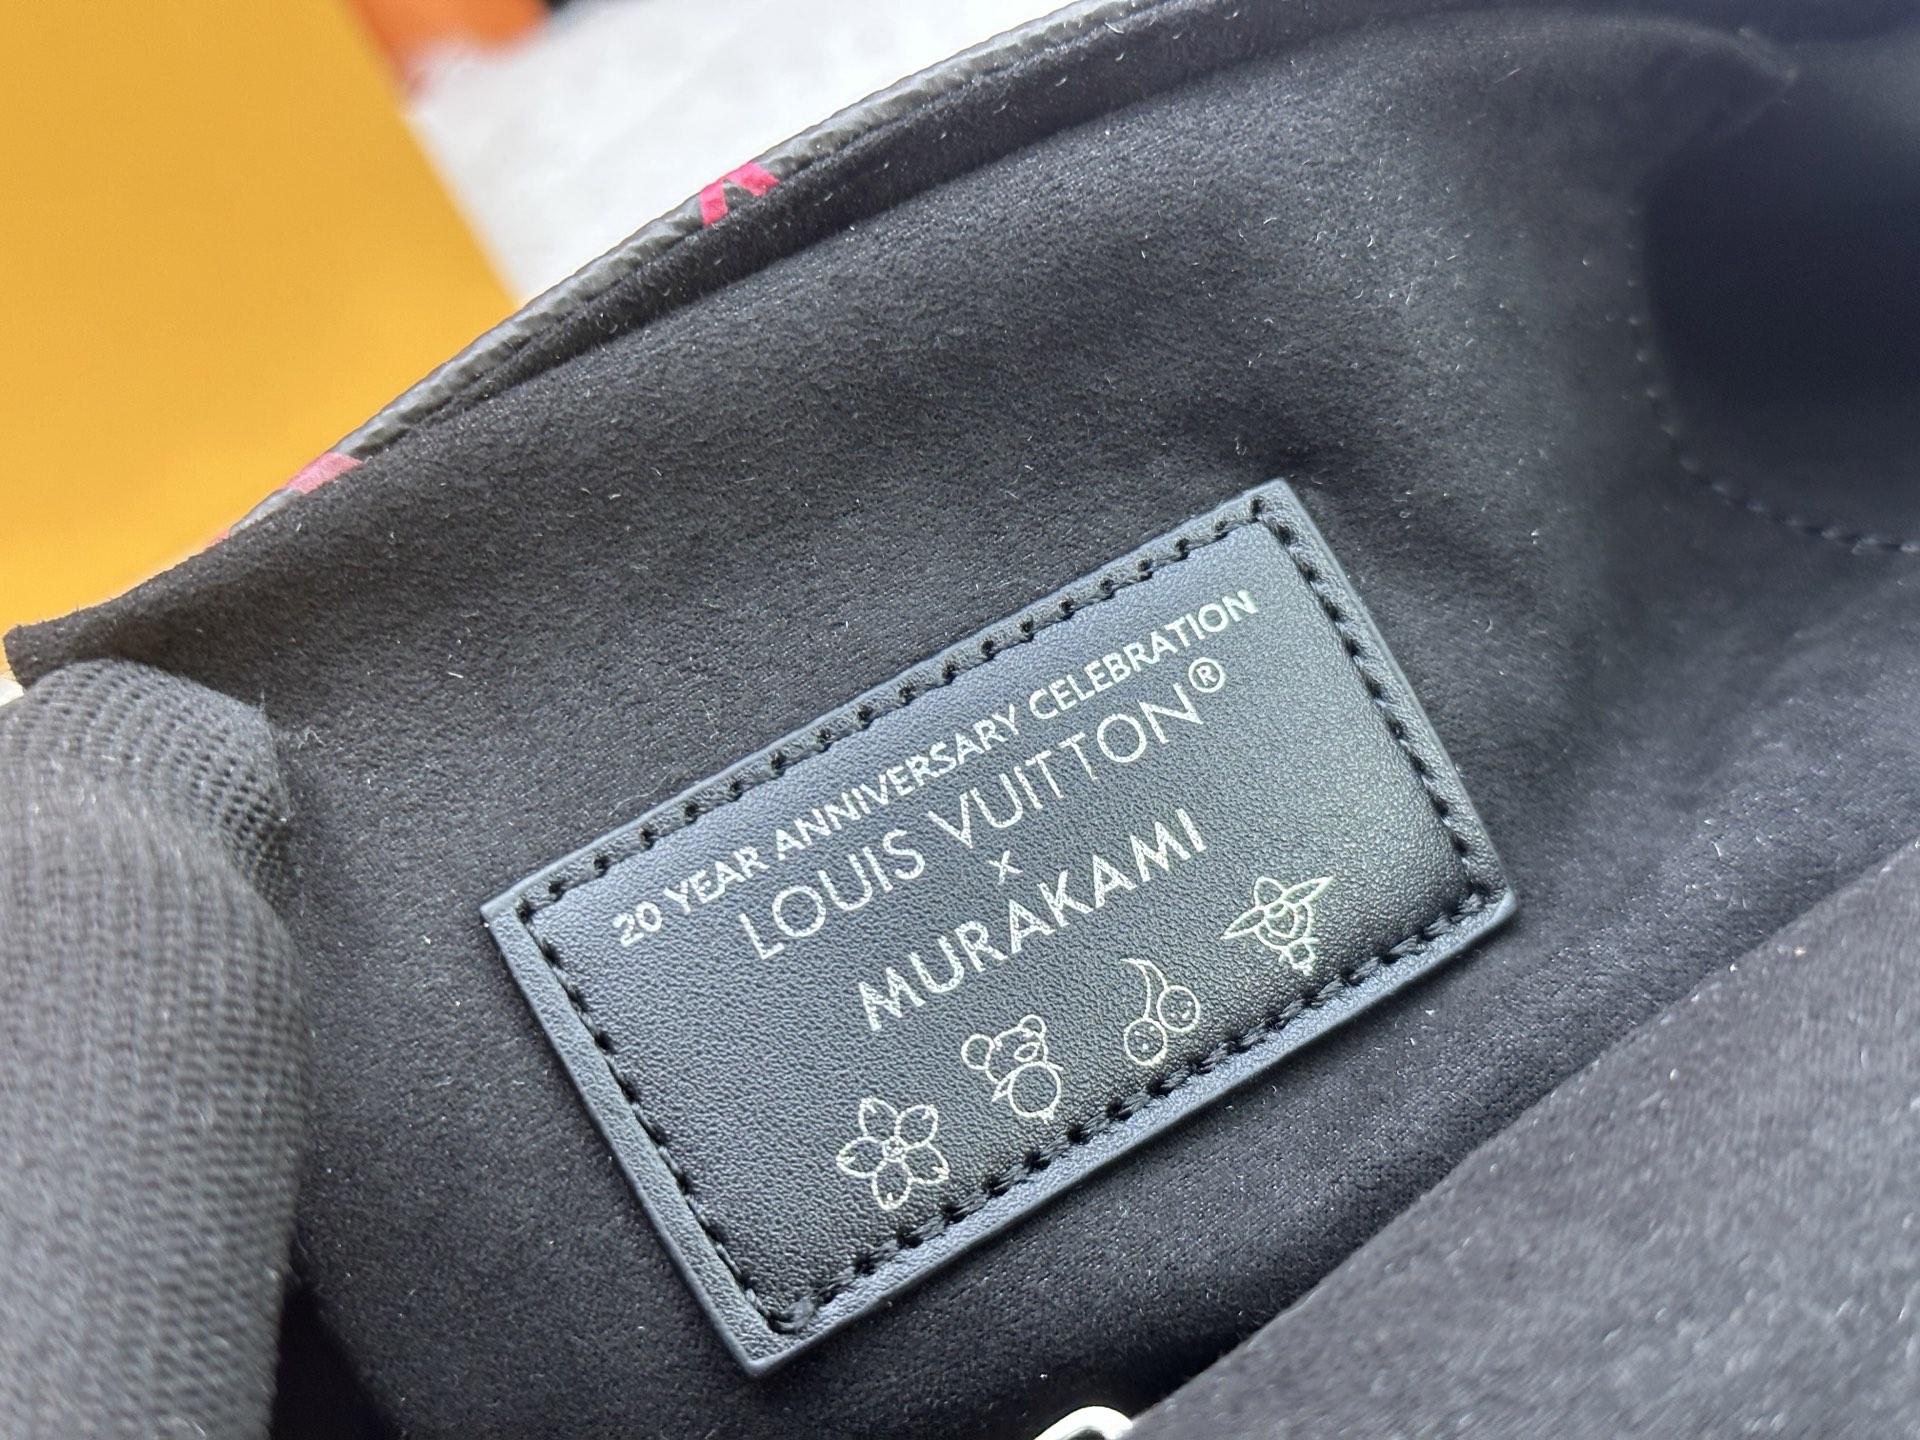 20 YEAR ANNIVERSARY CELEBRATION
LOUIS VUITTON®
x
MURAKAMI